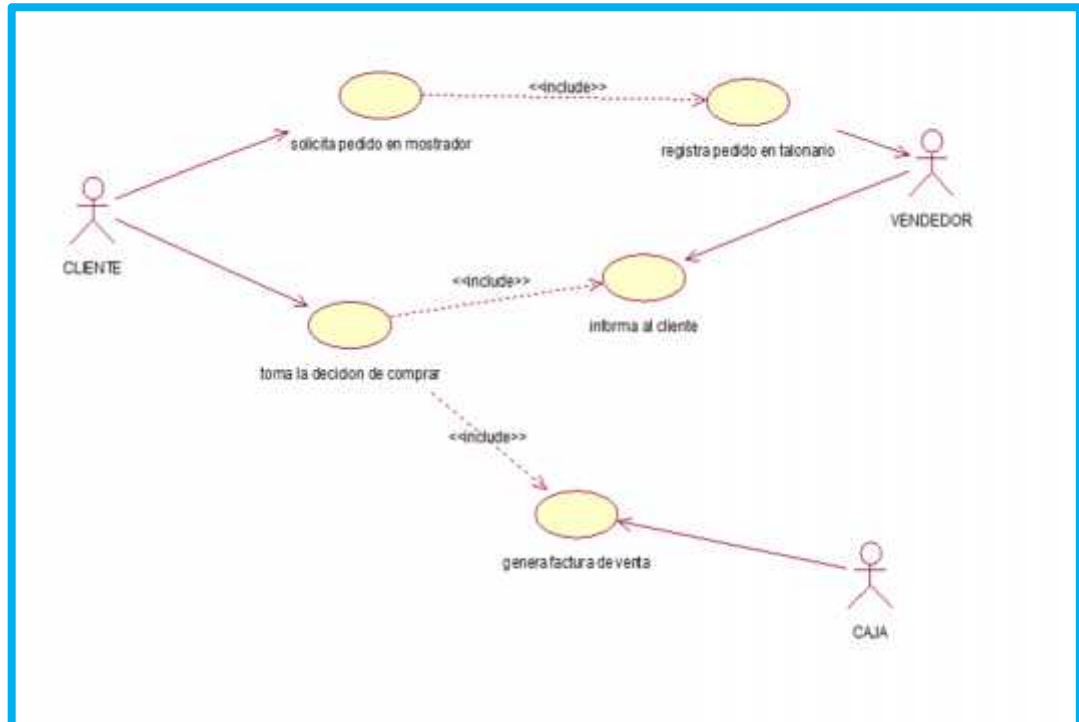 <<include>>
solicita pedido en mostrador
registra pedido en talonario
VENDEDOR
CLIENTE
<<include>>
informa al cliente
toma la decision de comprar
<<include>>
genera factura de venta
CAJA